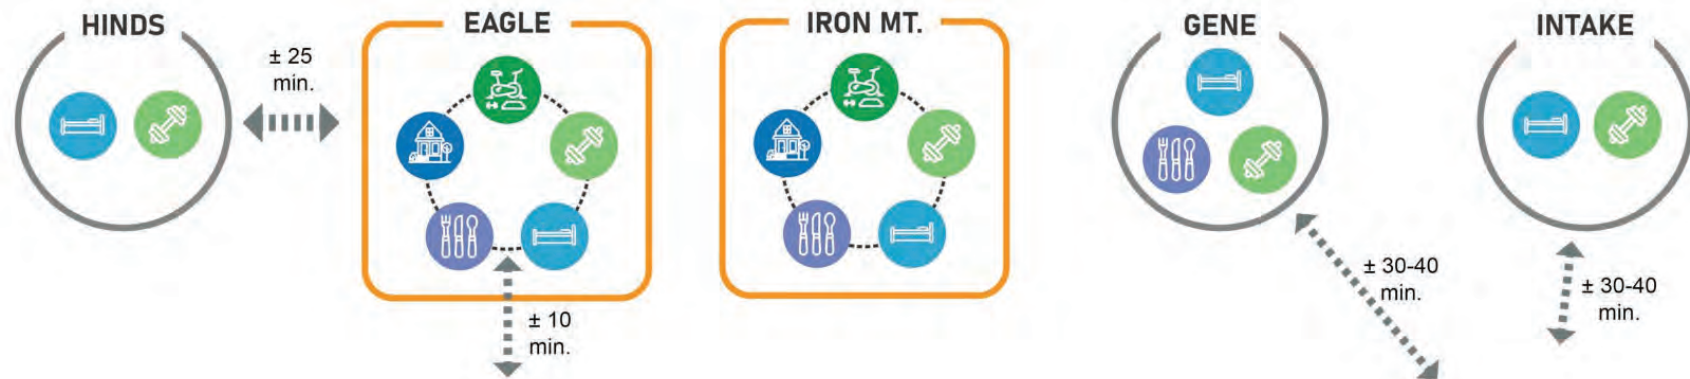 HINDS
± 25
min.
EAGLE
± 10
min.
IRON MT.
GENE
± 30-40
min.
INTAKE
± 30-40
min.